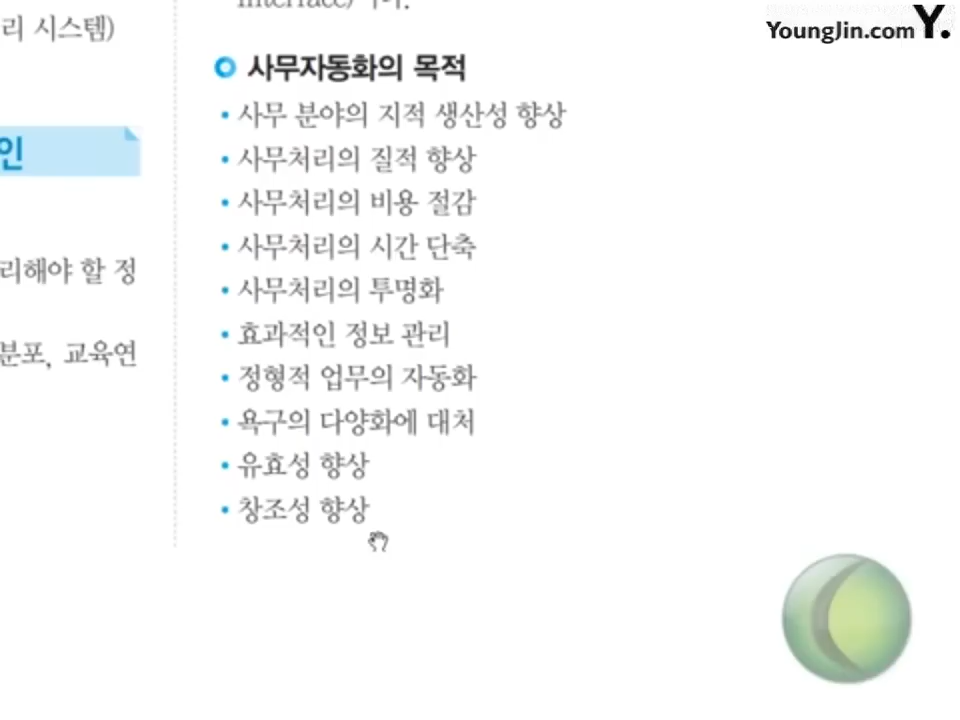 리 시스템)
인
리해야 할 정
분포, 교육연
YoungJin.com Y.
사무자동화의 목적
• 사무 분야의 지적 생산성 향상
• 사무처리의 질적 향상
• 사무처리의 비용 절감
• 사무처리의 시간 단축
• 사무처리의 투명화
• 효과적인 정보 관리
• 정형적 업무의 자동화
• 욕구의 다양화에 대처
• 유효성 향상
• 창조성 향상